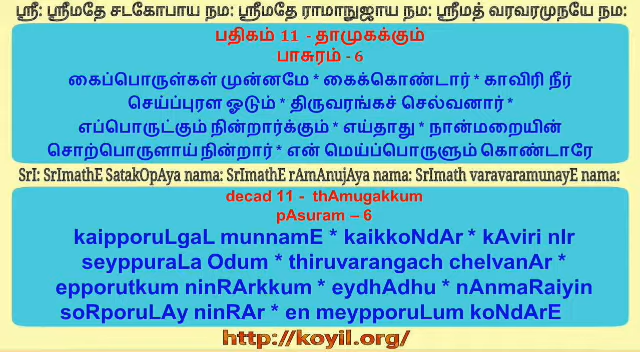 ஸ்ரீ: ஸ்ரீமதே சடகோபாய நம: ஸ்ரீமதே ராமாநுஜாய நம: ஸ்ரீமத் வரவரமுநயே நம:
பதிகம் 11 - தாமுகக்கும்
பாசுரம் - 6
கைப்பொருள்கள் முன்னமே * கைக்கொண்டார் * காவிரி நீர்
செய்ப்புரள ஓடும் * திருவரங்கச் செல்வனார் *
எப்பொருட்கும் நின்றார்க்கும் * எய்தாது * நான்மறையின்
சொற்பொருளாய் நின்றார் * என் மெய்ப்பொருளும் கொண்டாரே
SrI: SrImathE SatakOpAya nama: SrImathE rAmAnujAya nama: SrImath varavaramunayE nama:
decad 11 - thAmugakkum
pAsuram – 6
kaipporuLgaL munnamE * kaikkoNdAr * kAviri nIr
seyppuraLa Odum * thiruvarangach chelvanAr *
epporutkum ninRArkkum * eydhAdhu * nAnmaRaiyin
soRporuLAy ninRAr * en meypporuLum koNdArE
http://koyil.org/